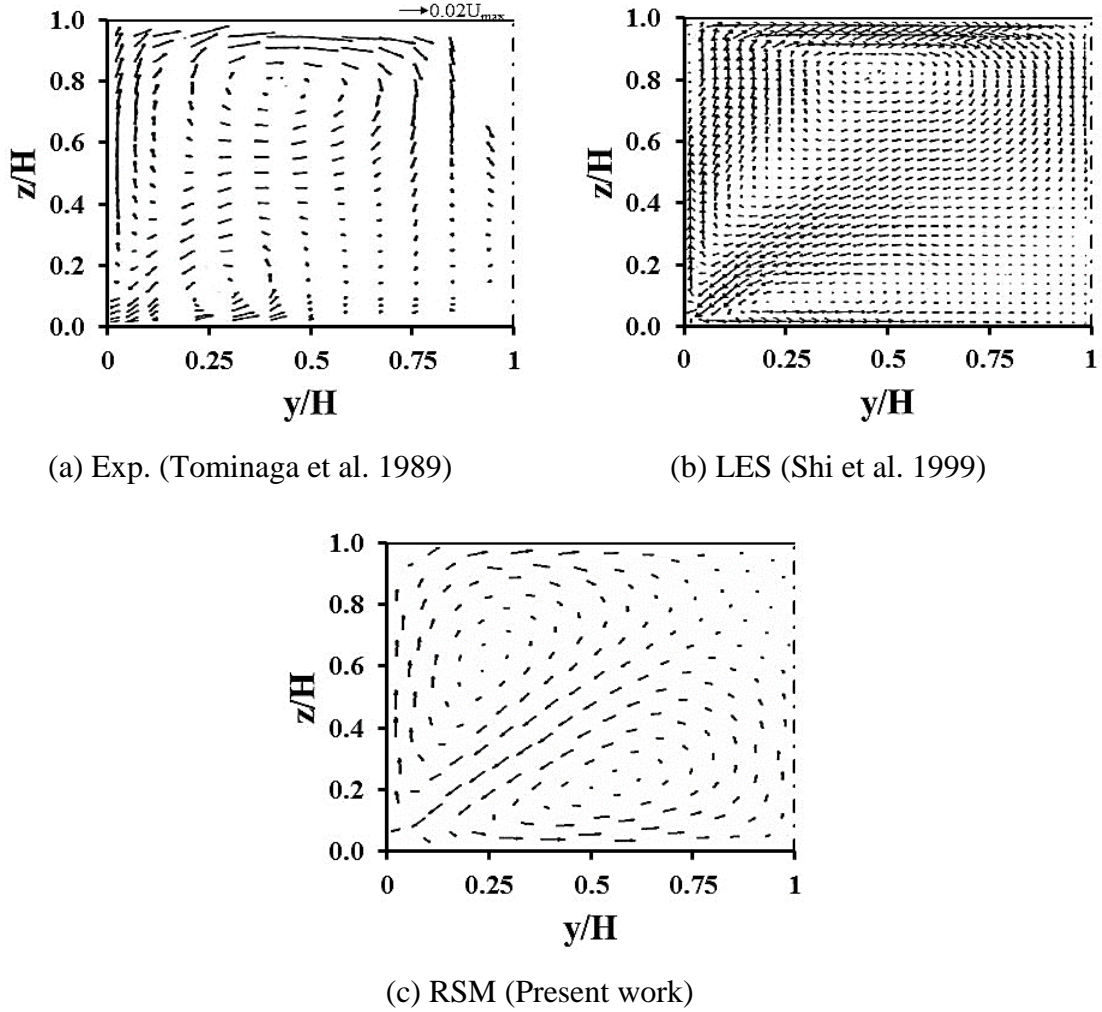 →0.02Umax
1.0
0.8
0.6
0.4
0.2
0.0
z/H
0 0.25 0.5 0.75 1
y/H
(a) Exp. (Tominaga et al. 1989)
1.0
0.8
0.6
0.4
0.2
0.0
z/H
0 0.25 0.5 0.75 1
y/H
(b) LES (Shi et al. 1999)
1.0
0.8
0.6
0.4
0.2
0.0
z/H
0 0.25 0.5 0.75 1
y/H
(c) RSM (Present work)